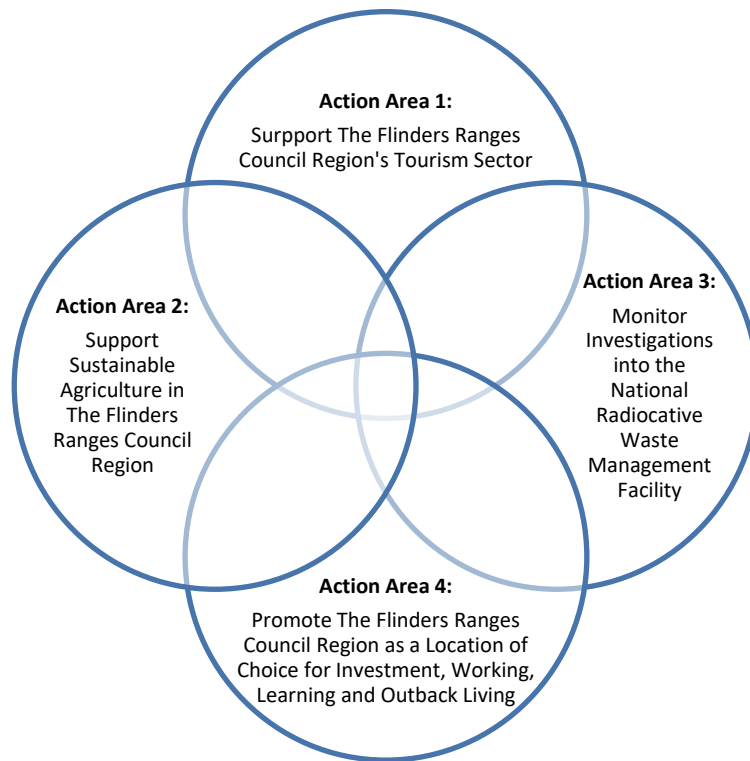 Action Area 1:
Surpport The Flinders Ranges
Council Region's Tourism Sector
Action Area 2:
Support
Sustainable
Agriculture in
The Flinders
Ranges Council
Region
Action Area 3:
Monitor
Investigations
into the
National
Radiocative
Waste
Management
Facility
Action Area 4:
Promote The Flinders Ranges
Council Region as a Location of
Choice for Investment, Working,
Learning and Outback Living